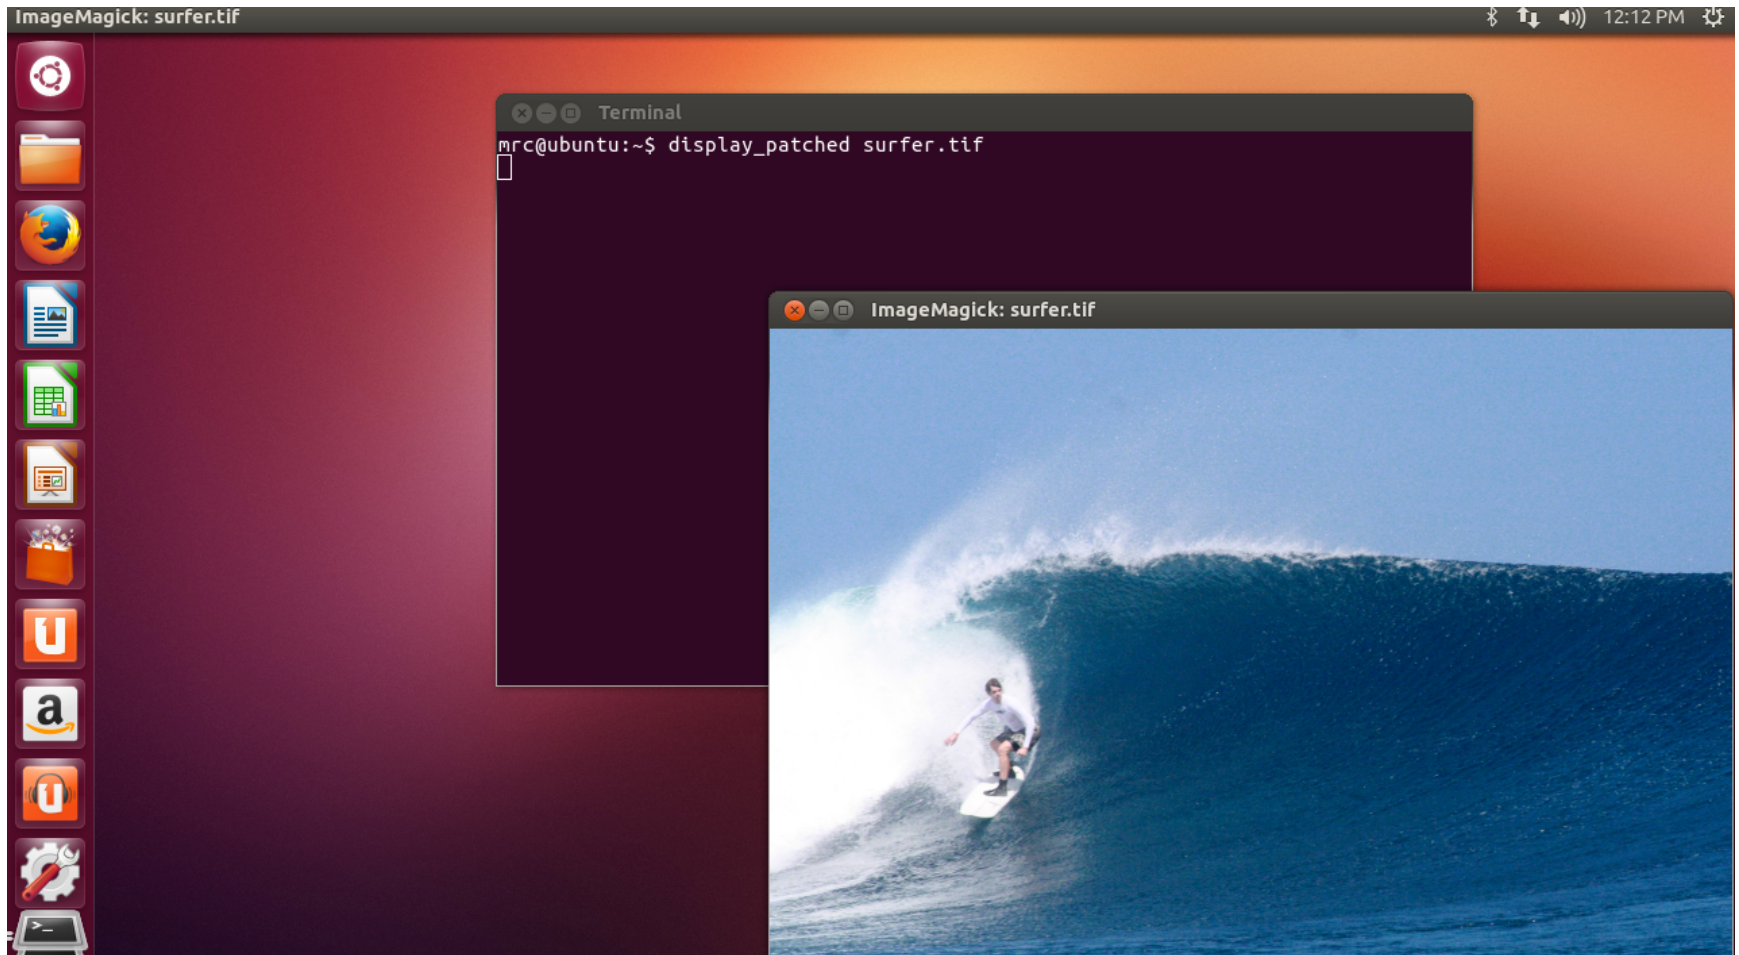 ImageMagick: surfer.tif
12:12 PM
Terminal
mrc@ubuntu:~$ display_patched surfer.tif
ImageMagick: surfer.tif
U
a
U
>_